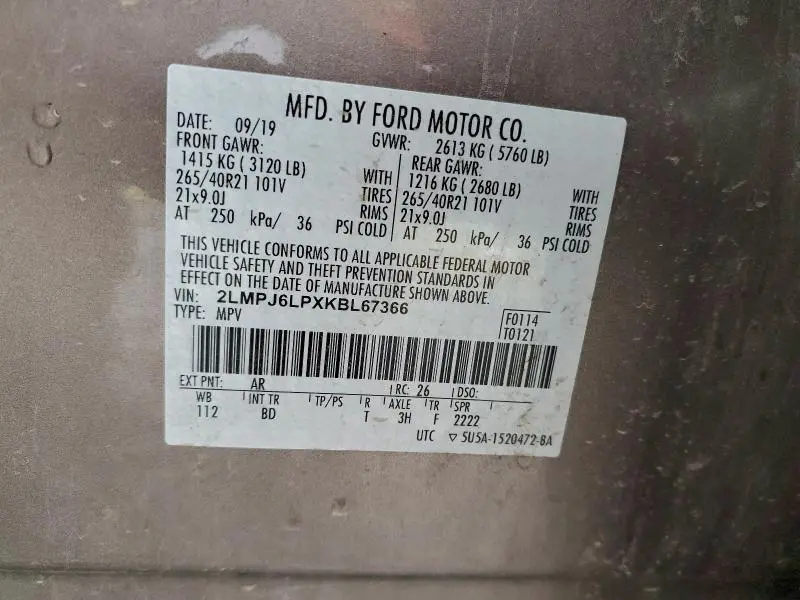 MFD. BY FORD MOTOR CO.
DATE: 09/19 GVWR: 2613 KG ( 5760 LB)
FRONT GAWR: REAR GAWR:
1415 KG ( 3120 LB) WITH 1216 KG ( 2680 LB) WITH
265/40R21 101V TIRES 265/40R21 101V TIRES
21x9.0J RIMS 21x9.0J RIMS
AT 250 kPa/ 36 PSI COLD AT 250 kPa/ 36 PSI COLD
THIS VEHICLE CONFORMS TO ALL APPLICABLE FEDERAL MOTOR
VEHICLE SAFETY AND THEFT PREVENTION STANDARDS IN
EFFECT ON THE DATE OF MANUFACTURE SHOWN ABOVE.
VIN: 2LMPJ6LPXKBL67366
TYPE: MPV
F0114
T0121
EXT PNT: AR RC: 26 DSO:
WB INT TR TP/PS R AXLE TR SPR
112 BD T 3H F 2222
UTC ▽ 5U5A-1520472-BA